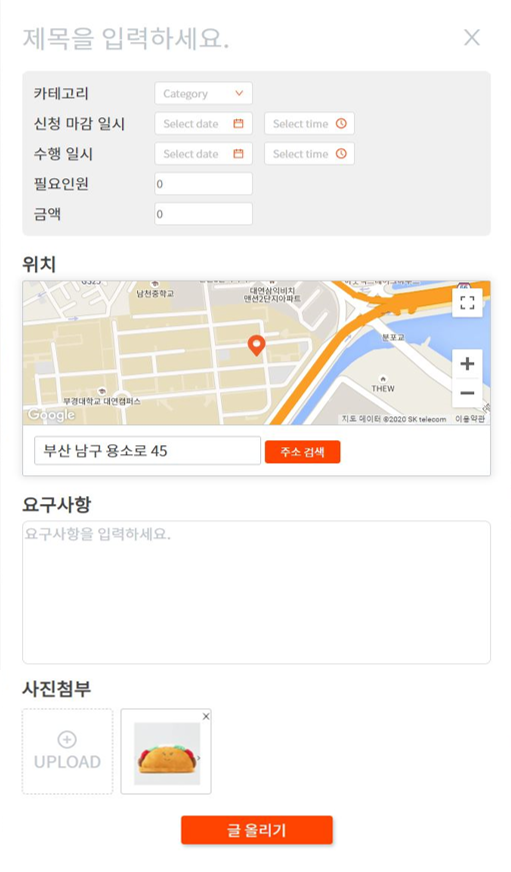 제목을 입력하세요.
카테고리 Category
신청 마감 일시 Select date Select time
수행 일시 Select date Select time
필요인원 0
금액 0
위치
남천중학교
대연삼익비치
맨션2단지아파트
분포교
THEW
부경대학교 대연캠퍼스
Google
지도 데이터 ©2020 SK telecom 이용약관
부산 남구 용소로 45 주소 검색
요구사항
요구사항을 입력하세요.
사진첨부
UPLOAD
글 올리기